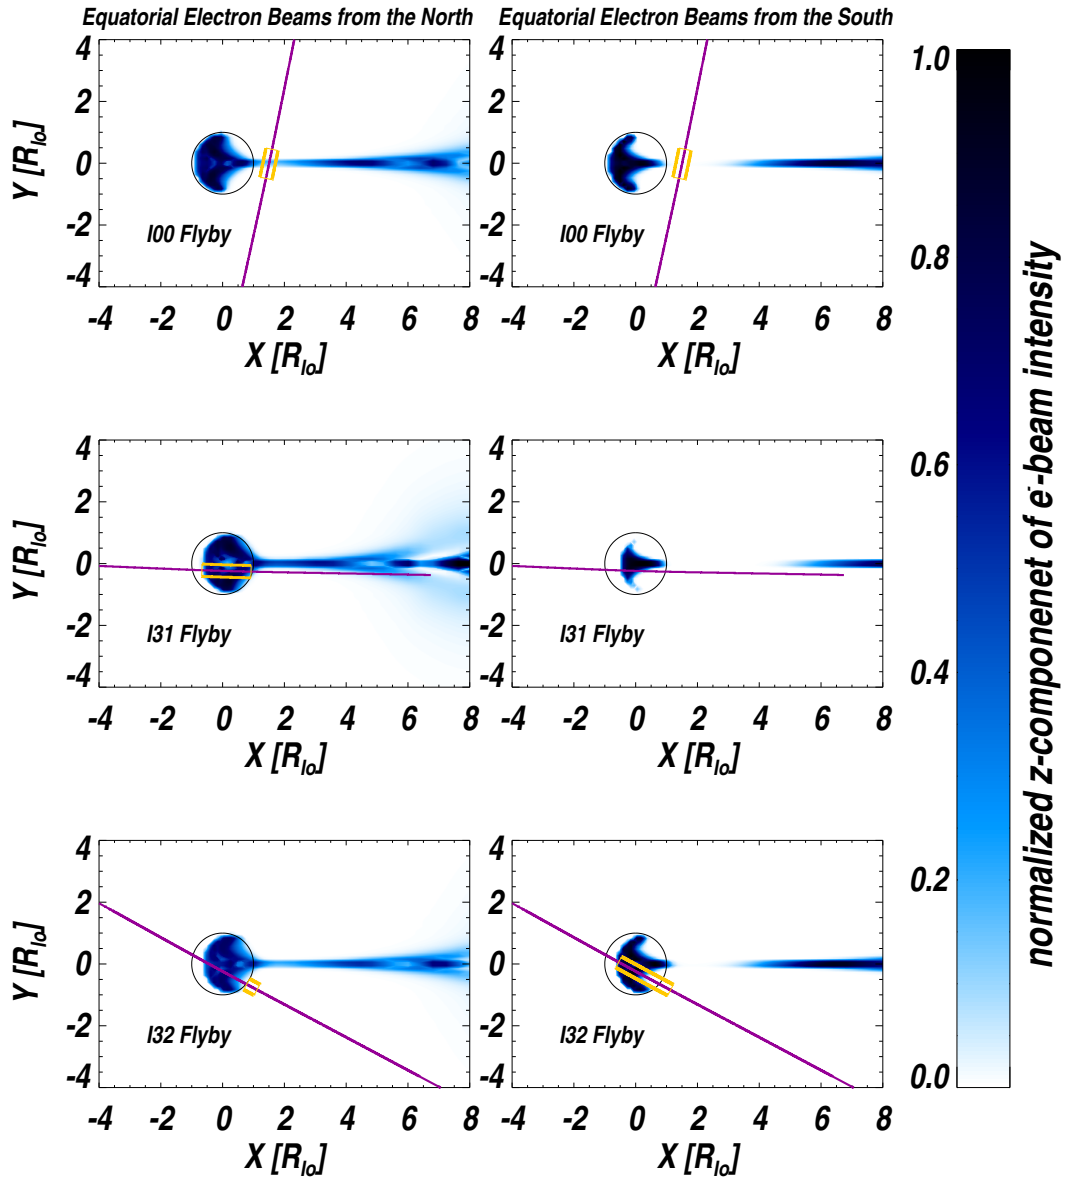 Equatorial Electron Beams from the North
Equatorial Electron Beams from the South
4
2
0
-2
-4
Y [R_Io]
I00 Flyby
-4 -2 0 2 4 6 8
X [R_Io]
4
2
0
-2
-4
I00 Flyby
-4 -2 0 2 4 6 8
X [R_Io]
4
2
0
-2
-4
Y [R_Io]
I31 Flyby
-4 -2 0 2 4 6 8
X [R_Io]
4
2
0
-2
-4
I31 Flyby
-4 -2 0 2 4 6 8
X [R_Io]
4
2
0
-2
-4
Y [R_Io]
I32 Flyby
-4 -2 0 2 4 6 8
X [R_Io]
4
2
0
-2
-4
I32 Flyby
-4 -2 0 2 4 6 8
X [R_Io]
1.0
0.8
0.6
0.4
0.2
0.0
normalized z-componenet of e⁻-beam intensity